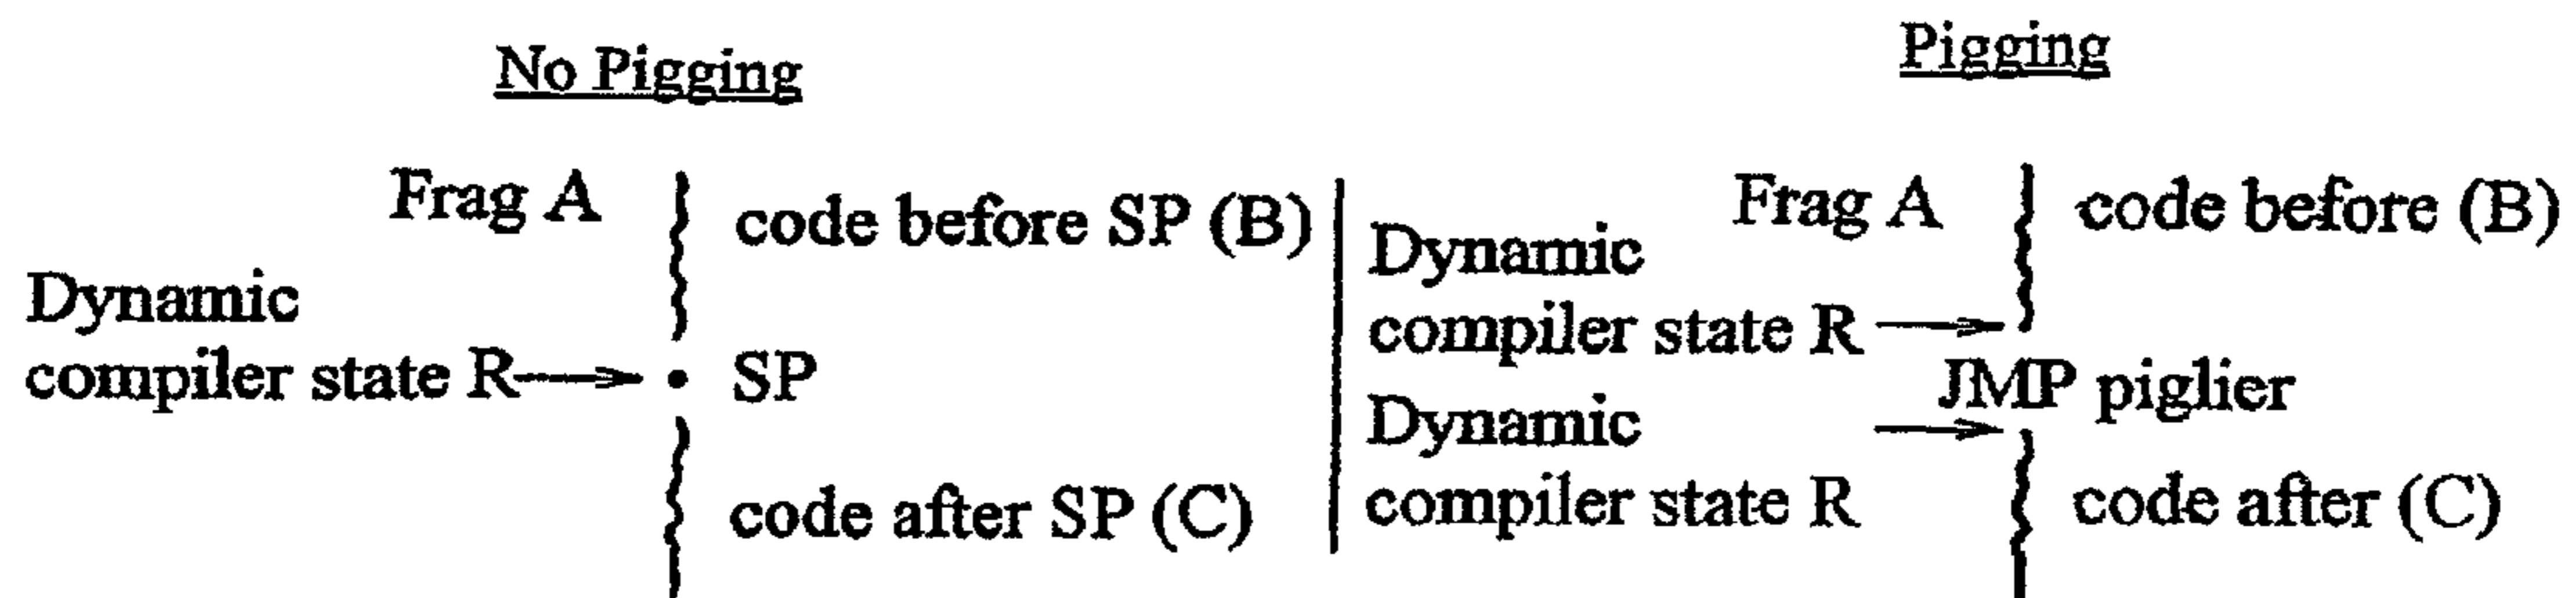 No Pigging
Frag A
code before SP (B)
Dynamic
compiler state R
SP
code after SP (C)
Pigging
Frag A
code before (B)
Dynamic
compiler state R
JMP piglier
Dynamic
compiler state R
code after (C)